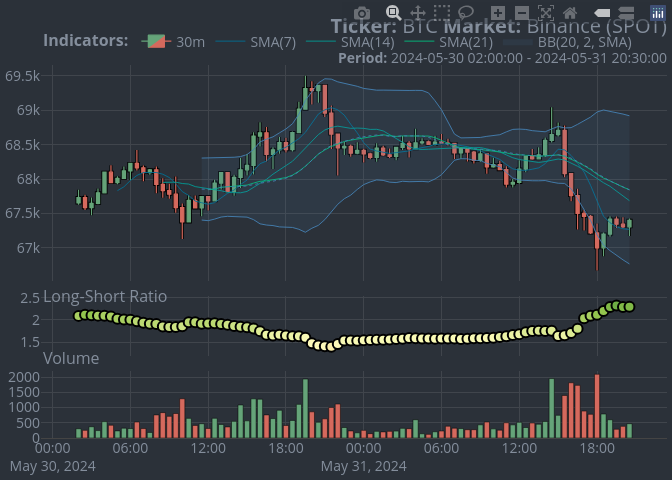 Ticker: BTC Market: Binance (SPOT)
Indicators: 30m SMA(7) SMA(14) SMA(21) BB(20, 2, SMA)
Period: 2024-05-30 02:00:00 - 2024-05-31 20:30:00
69.5k
69k
68.5k
68k
67.5k
67k
Long-Short Ratio
2.5
2
1.5
Volume
2000
1500
1000
500
0
00:00 06:00 12:00 18:00 00:00 06:00 12:00 18:00
May 30, 2024 May 31, 2024